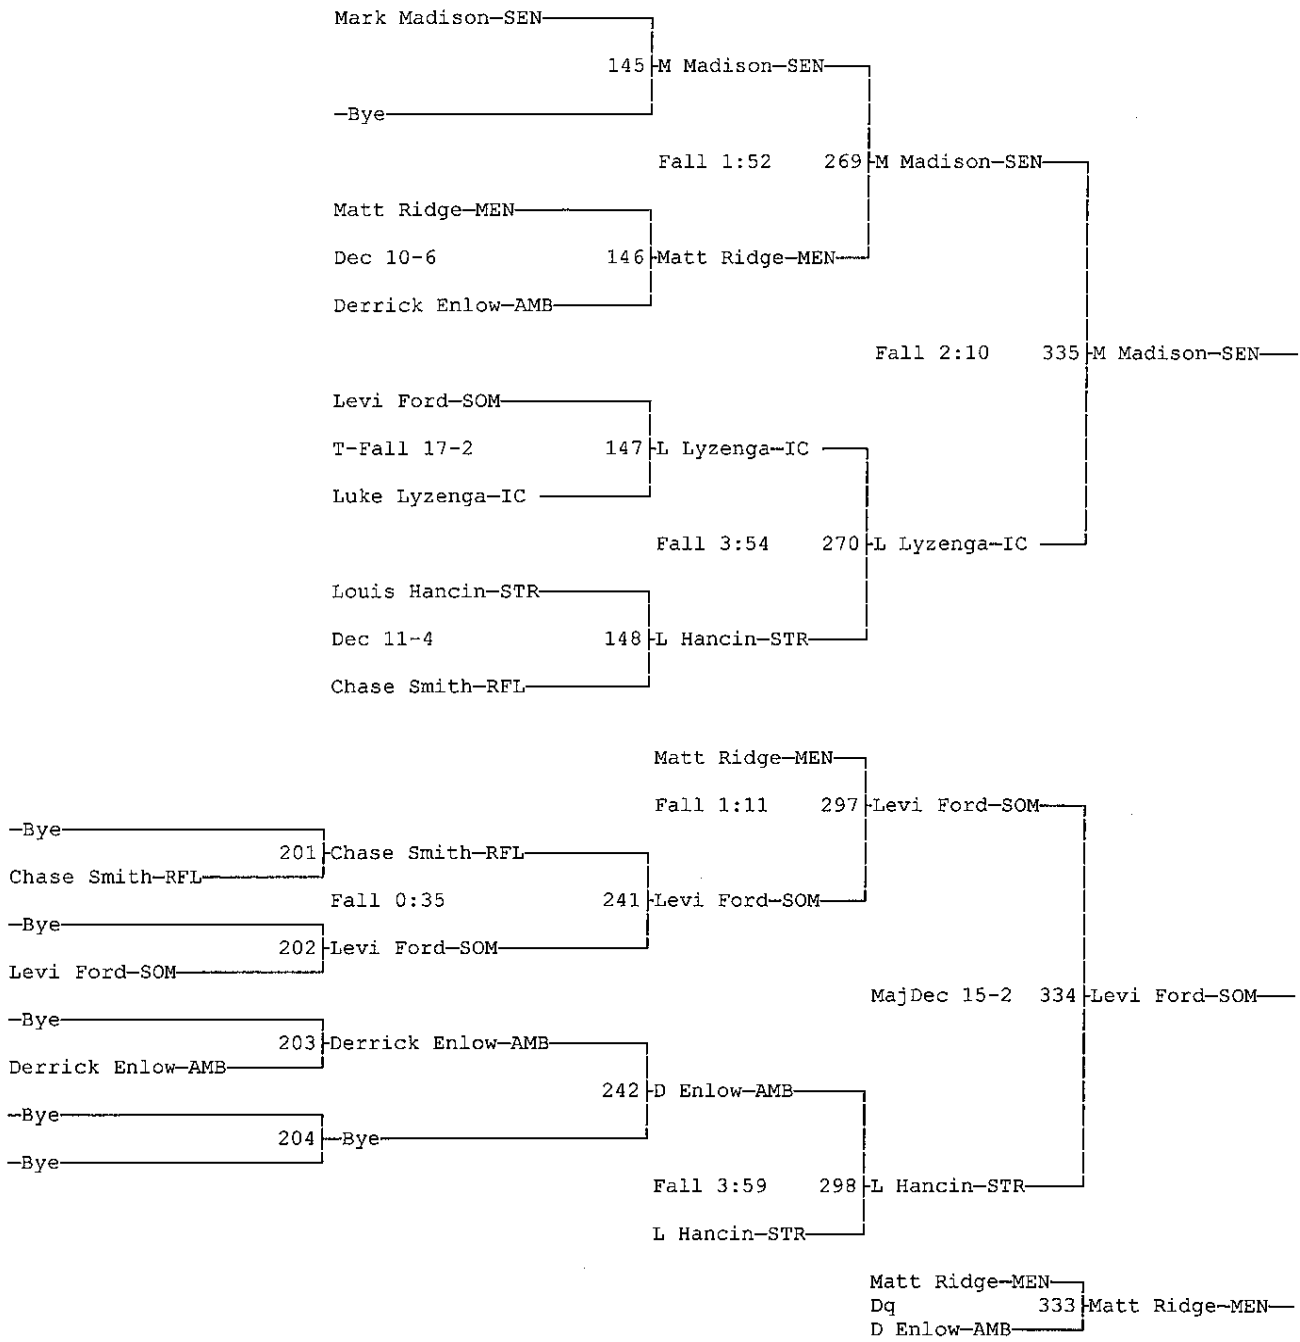 Mark Madison-SEN
145 M Madison-SEN
-Bye
Fall 1:52 269 M Madison-SEN
Matt Ridge-MEN
Dec 10-6 146 Matt Ridge-MEN
Derrick Enlow-AMB
Fall 2:10 335 M Madison-SEN
Levi Ford-SOM
T-Fall 17-2 147 L Lyzenga-IC
Luke Lyzenga-IC
Fall 3:54 270 L Lyzenga-IC
Louis Hancin-STR
Dec 11-4 148 L Hancin-STR
Chase Smith-RFL
Matt Ridge-MEN
Fall 1:11 297 Levi Ford-SOM
-Bye
201 Chase Smith-RFL
Chase Smith-RFL
Fall 0:35 241 Levi Ford-SOM
-Bye
202 Levi Ford-SOM
Levi Ford-SOM
MajDec 15-2 334 Levi Ford-SOM
-Bye
203 Derrick Enlow-AMB
Derrick Enlow-AMB
242 D Enlow-AMB
-Bye
204 -Bye
-Bye
Fall 3:59 298 L Hancin-STR
L Hancin-STR
Matt Ridge-MEN
Dq 333 Matt Ridge-MEN
D Enlow-AMB